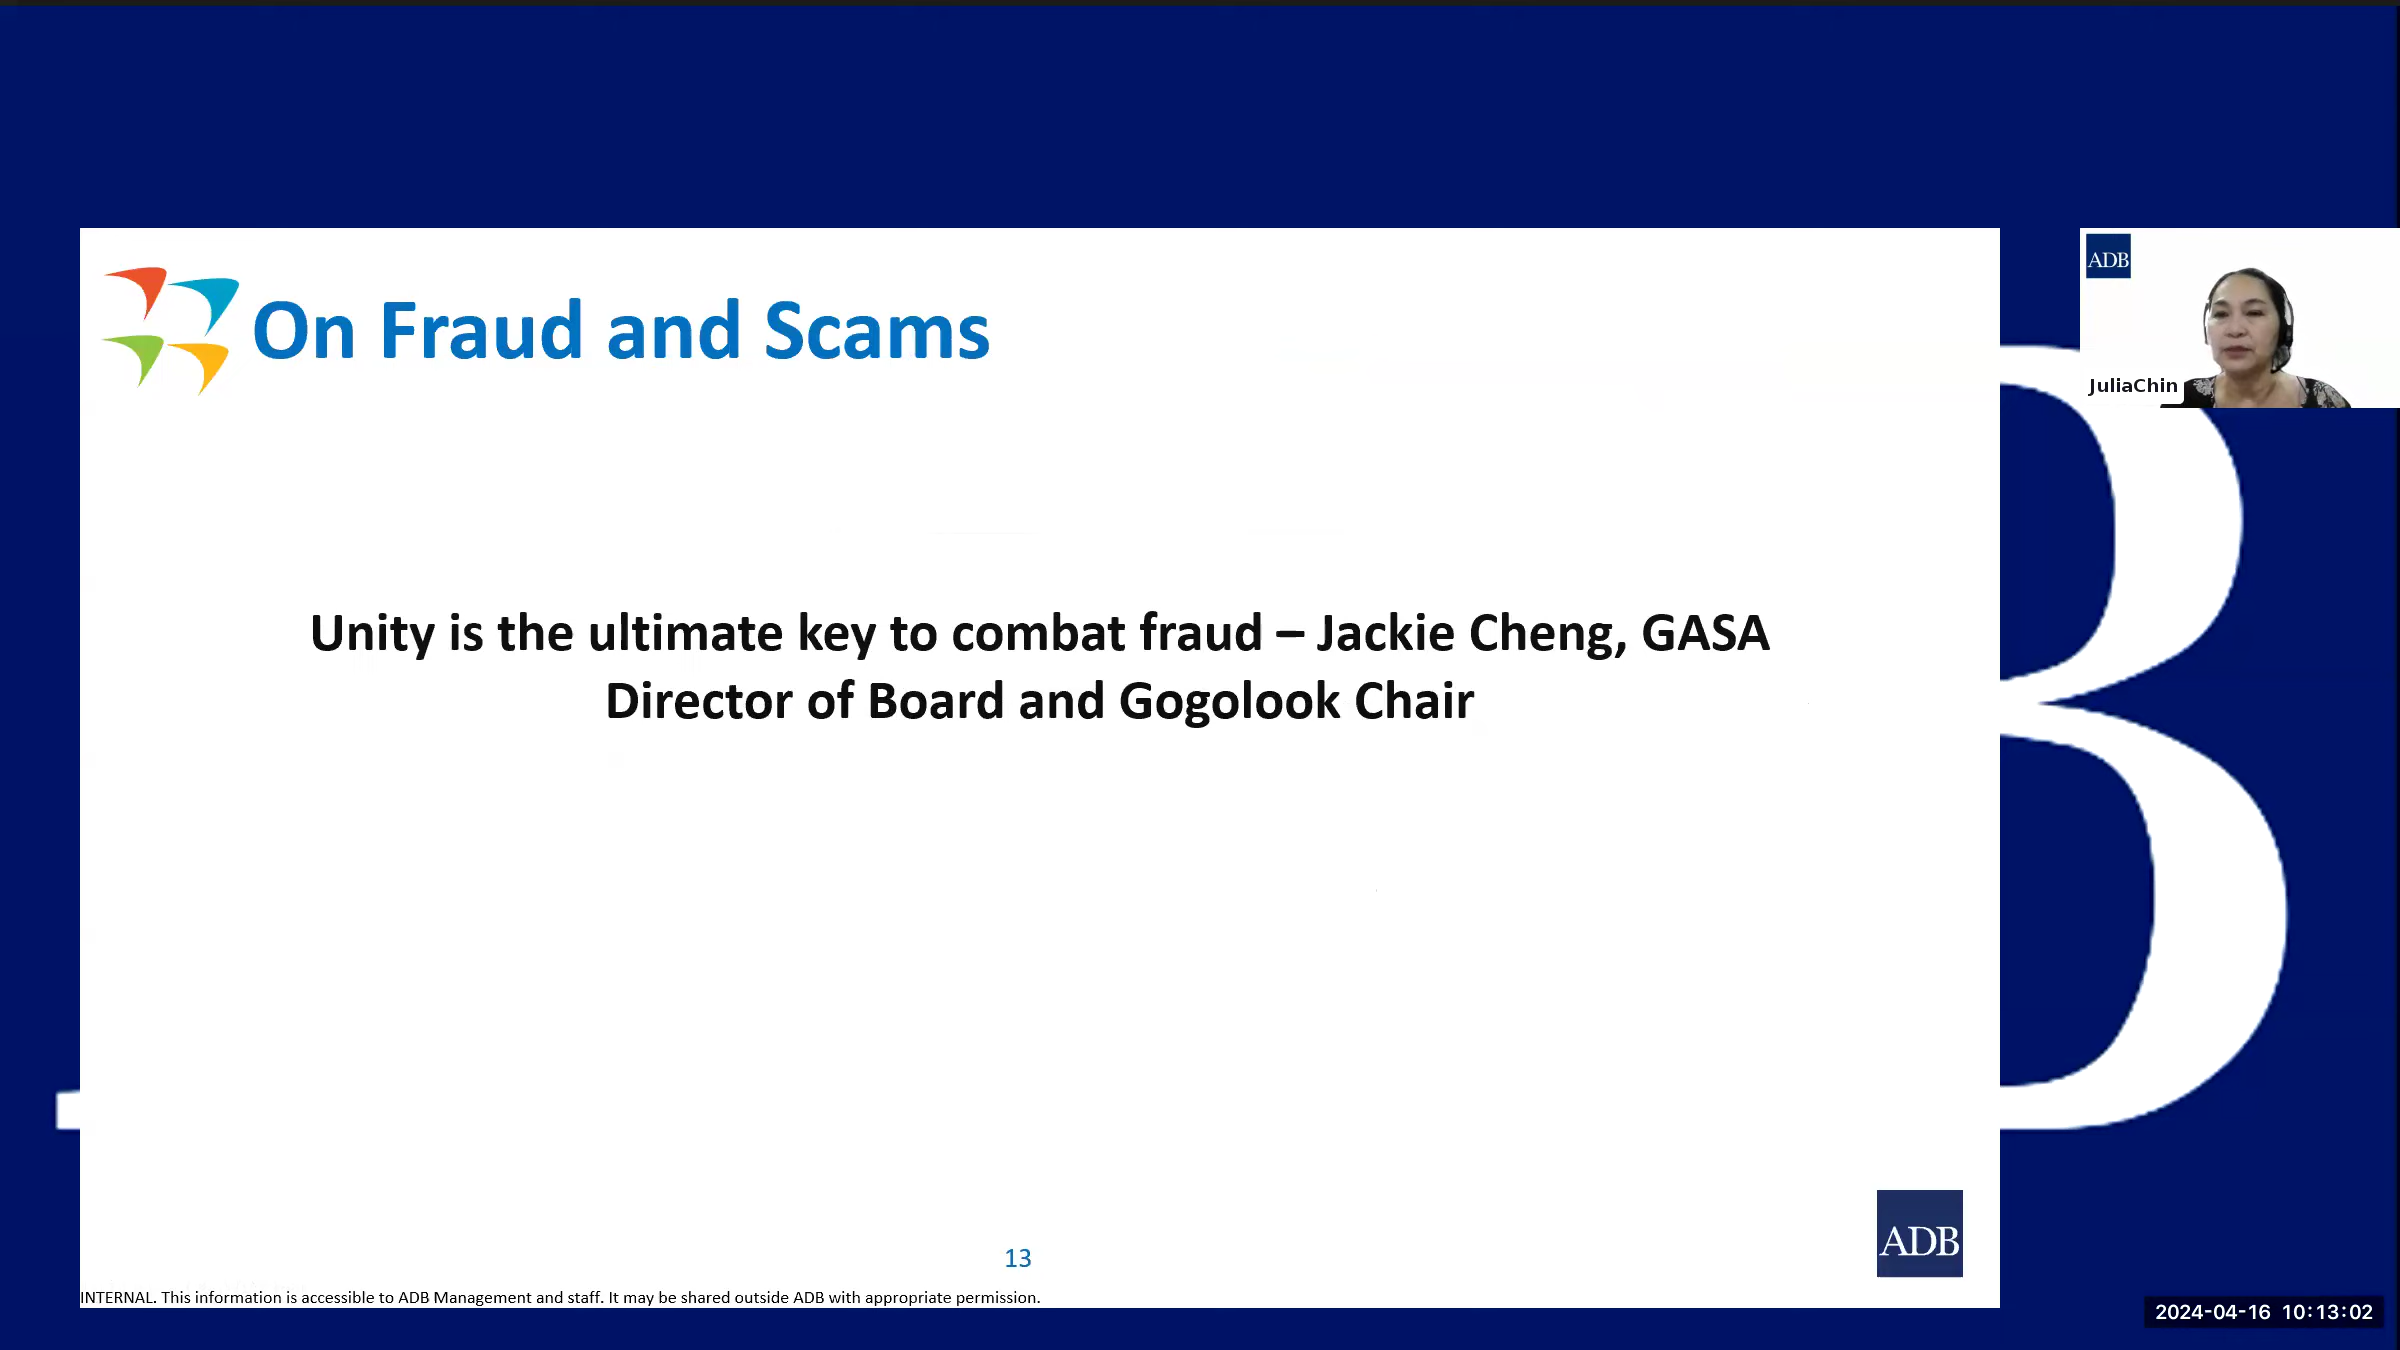 On Fraud and Scams
ADB
JuliaChin
Unity is the ultimate key to combat fraud – Jackie Cheng, GASA
Director of Board and Gogolook Chair
ADB
13
INTERNAL. This information is accessible to ADB Management and staff. It may be shared outside ADB with appropriate permission.
2024-04-16 10:13:02